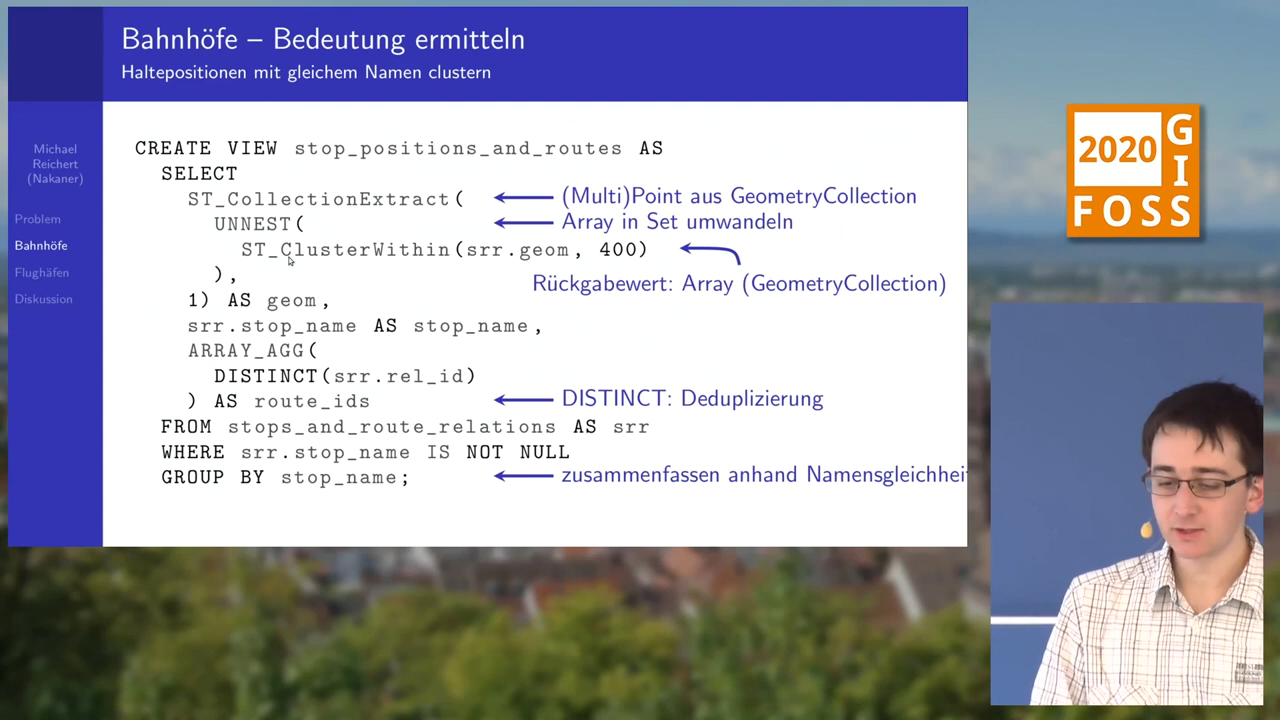 Bahnhöfe – Bedeutung ermitteln
Haltepositionen mit gleichem Namen clustern
Michael
Reichert
(Nakaner)
Problem
Bahnhöfe
Flughäfen
Diskussion
CREATE VIEW stop_positions_and_routes AS
SELECT
ST_CollectionExtract( (Multi)Point aus GeometryCollection
UNNEST( Array in Set umwandeln
ST_ClusterWithin(srr.geom, 400)
), Rückgabewert: Array (GeometryCollection)
1) AS geom,
srr.stop_name AS stop_name,
ARRAY_AGG(
DISTINCT(srr.rel_id)
) AS route_ids DISTINCT: Deduplizierung
FROM stops_and_route_relations AS srr
WHERE srr.stop_name IS NOT NULL
GROUP BY stop_name; zusammenfassen anhand Namensgleichhei
2020
GIS
FOSS